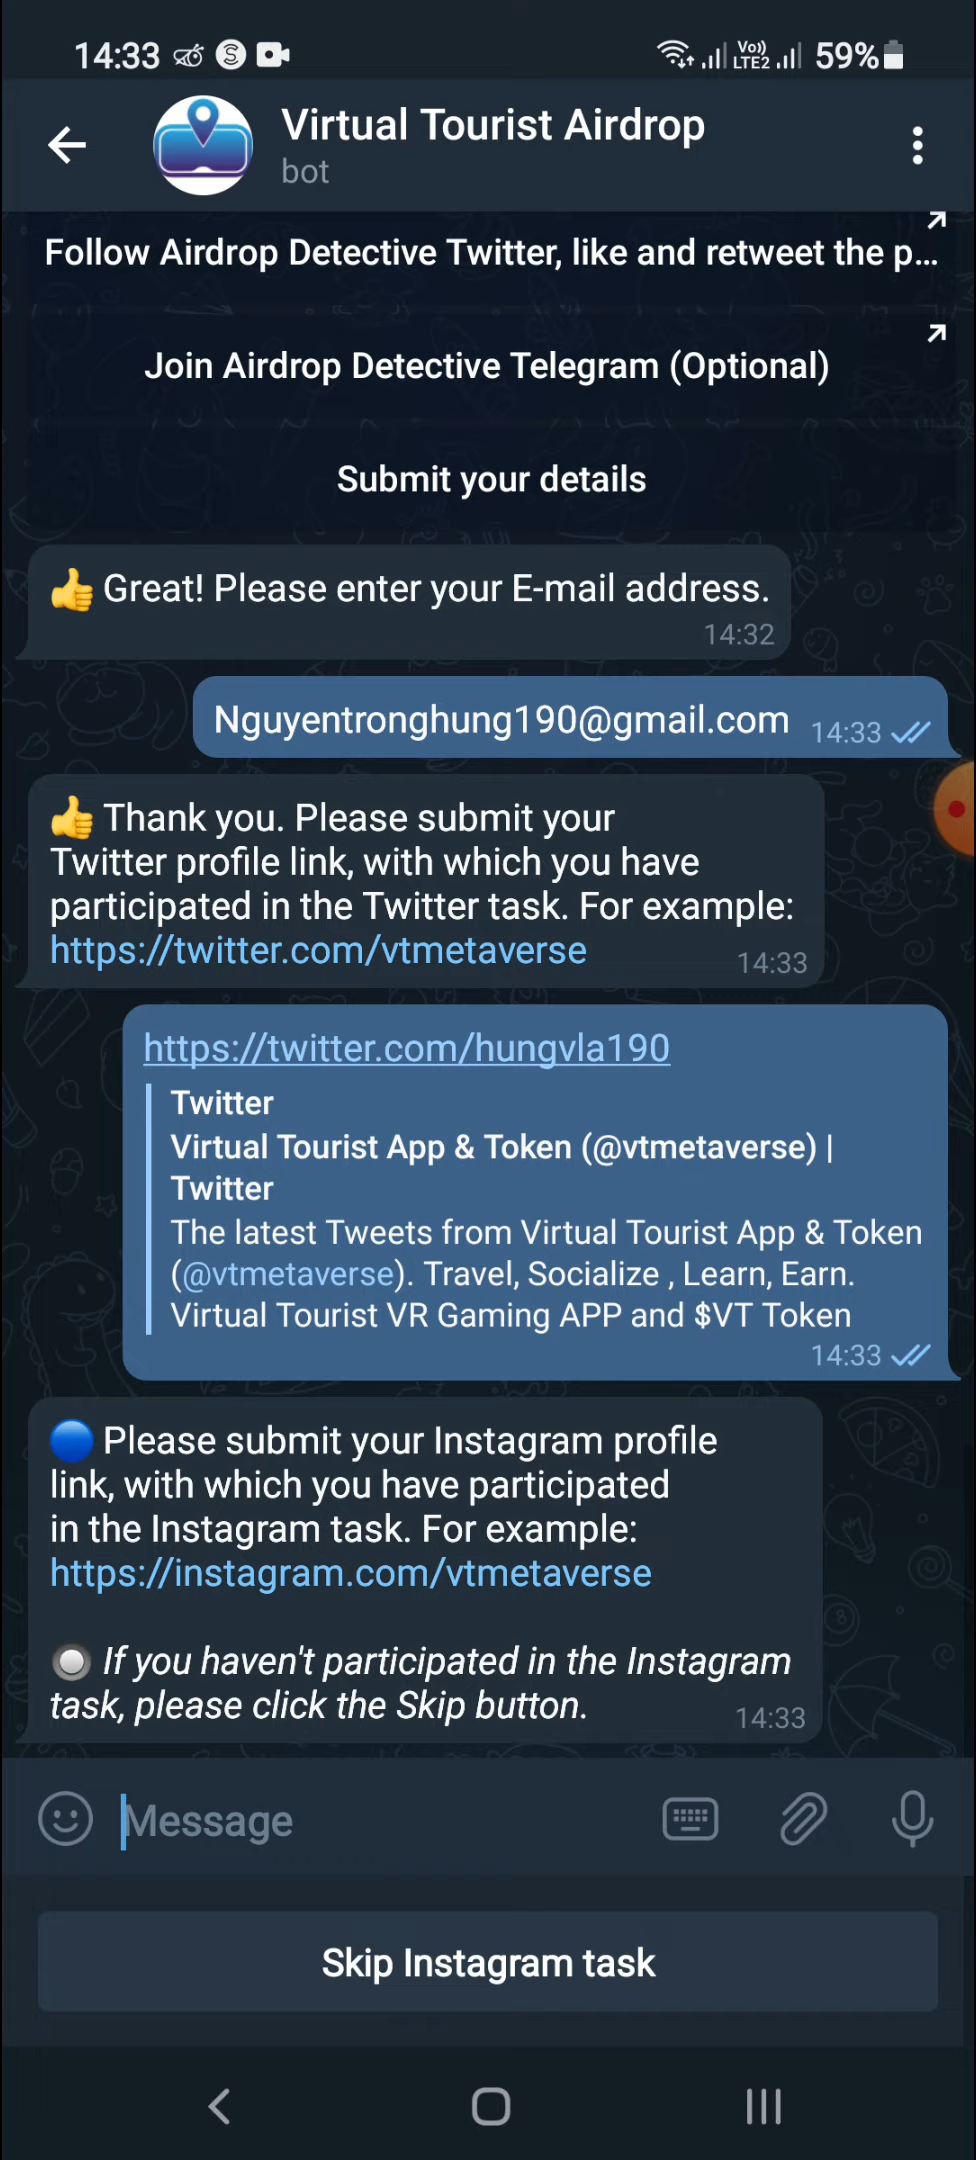 14:33
Vo))
LTE2
59%
Virtual Tourist Airdrop
bot
Follow Airdrop Detective Twitter, like and retweet the p...
Join Airdrop Detective Telegram (Optional)
Submit your details
👍 Great! Please enter your E-mail address.
14:32
Nguyentronghung190@gmail.com
14:33
👍 Thank you. Please submit your
Twitter profile link, with which you have
participated in the Twitter task. For example:
https://twitter.com/vtmetaverse
14:33
https://twitter.com/hungvla190
Twitter
Virtual Tourist App & Token (@vtmetaverse) |
Twitter
The latest Tweets from Virtual Tourist App & Token
(@vtmetaverse). Travel, Socialize , Learn, Earn.
Virtual Tourist VR Gaming APP and $VT Token
14:33
🔵 Please submit your Instagram profile
link, with which you have participated
in the Instagram task. For example:
https://instagram.com/vtmetaverse
🔘 If you haven't participated in the Instagram
task, please click the Skip button.
14:33
Message
Skip Instagram task